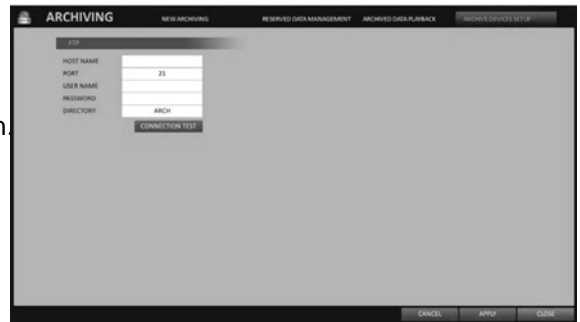 ARCHIVING NEW ARCHIVING RESERVED DATA MANAGEMENT ARCHIVED DATA PLAYBACK ARCHIVE DEVICES SETUP
FTP
HOST NAME
PORT 21
USER NAME
PASSWORD
DIRECTORY ARCH
n.
CONNECTION TEST
CANCEL APPLY CLOSE